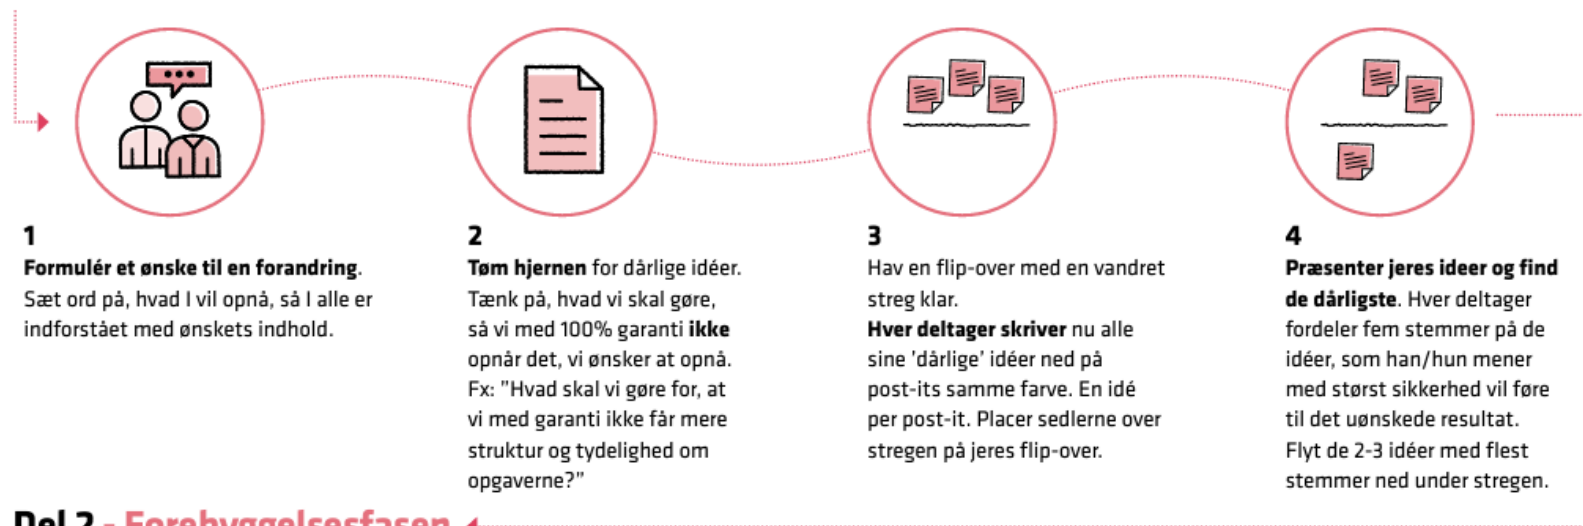 1
Formulér et ønske til en forandring.
Sæt ord på, hvad I vil opnå, så I alle er
indforstået med ønskets indhold.
2
Tøm hjernen for dårlige idéer.
Tænk på, hvad vi skal gøre,
så vi med 100% garanti ikke
opnår det, vi ønsker at opnå.
Fx: ”Hvad skal vi gøre for, at
vi med garanti ikke får mere
struktur og tydelighed om
opgaverne?”
3
Hav en flip-over med en vandret
streg klar.
Hver deltager skriver nu alle
sine ’dårlige’ idéer ned på
post-its samme farve. En idé
per post-it. Placer sedlerne over
stregen på jeres flip-over.
4
Præsenter jeres ideer og find
de dårligste. Hver deltager
fordeler fem stemmer på de
idéer, som han/hun mener
med størst sikkerhed vil føre
til det uønskede resultat.
Flyt de 2-3 idéer med flest
stemmer ned under stregen.
Del 2 - Forebyggelsesfasen